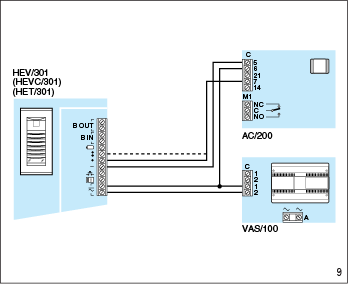 HEV/301
(HEVC/301)
(HET/301)
B OUT
B IN
C
5
6
21
7
14
M1
NC
C
NO
AC/200
C
1
2
1
2
A
VAS/100
9